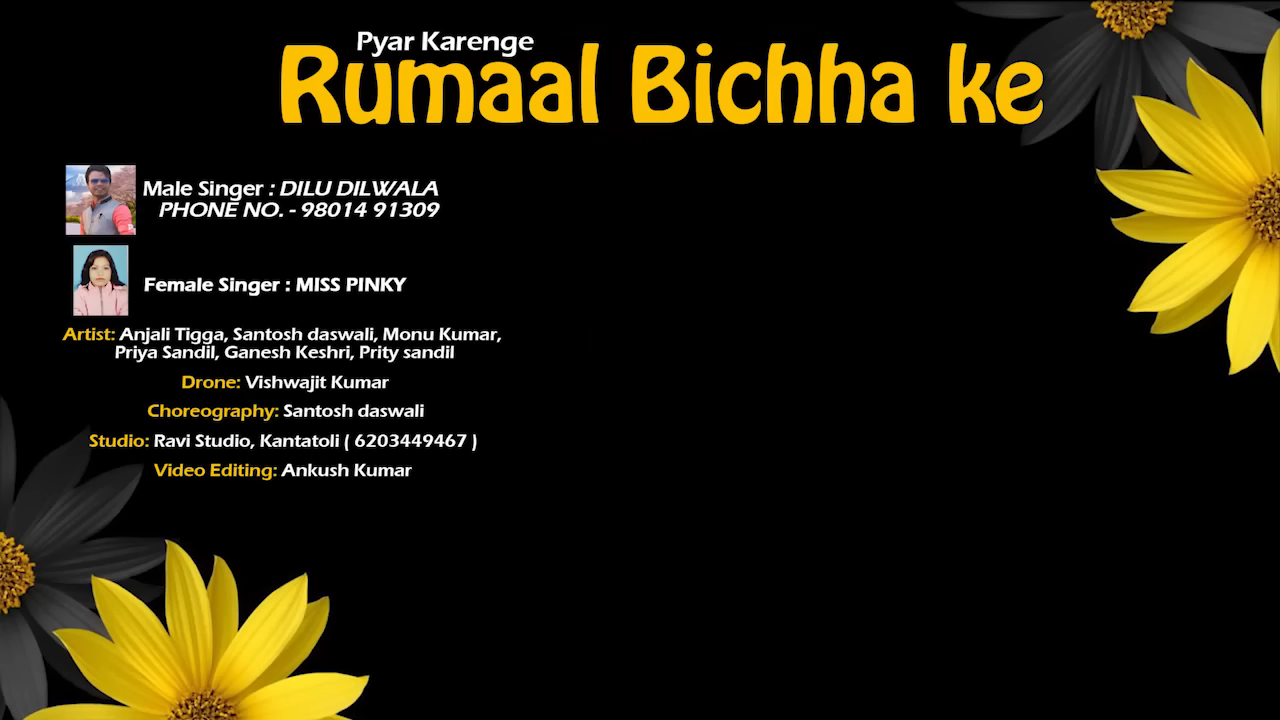 Pyar Karenge
Rumaal Bichha ke
Male Singer : DILU DILWALA
PHONE NO. - 98014 91309
Female Singer : MISS PINKY
Artist: Anjali Tigga, Santosh daswali, Monu Kumar,
Priya Sandil, Ganesh Keshri, Prity sandil
Drone: Vishwajit Kumar
Choreography: Santosh daswali
Studio: Ravi Studio, Kantatoli ( 6203449467 )
Video Editing: Ankush Kumar